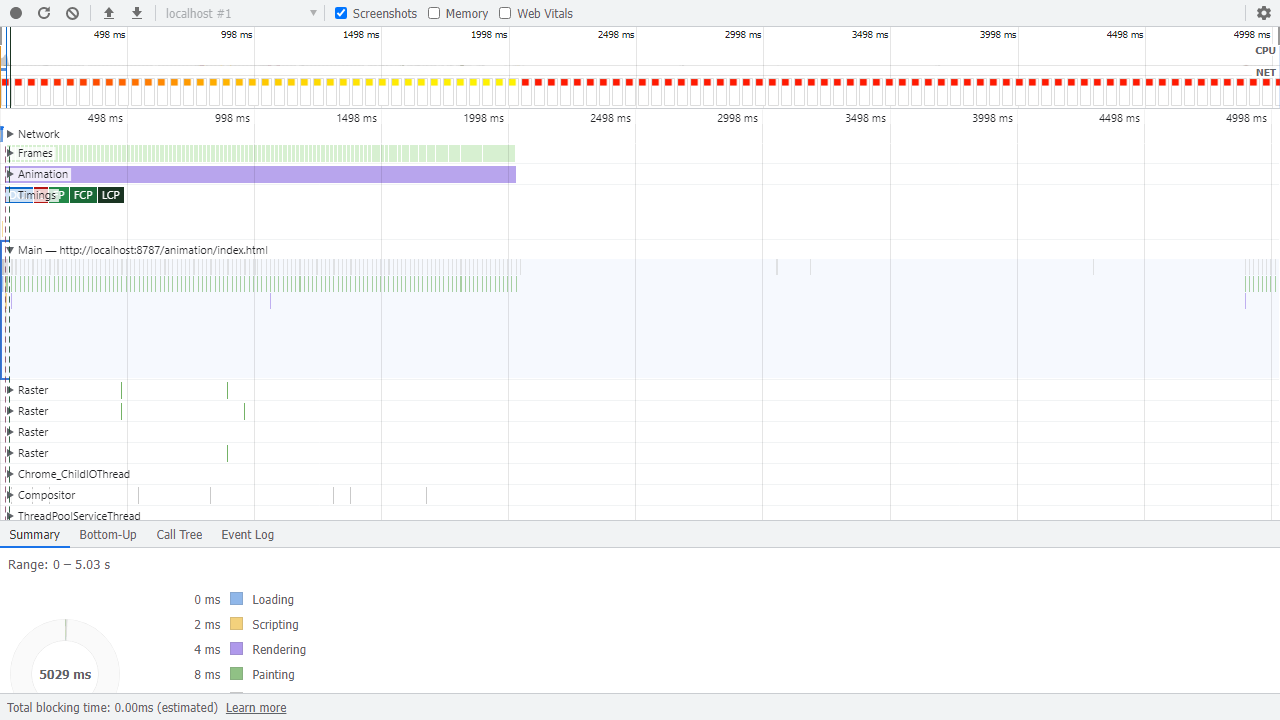 localhost #1 Screenshots Memory Web Vitals
498 ms 998 ms 1498 ms 1998 ms 2498 ms 2998 ms 3498 ms 3998 ms 4498 ms 4998 ms
CPU
NET
498 ms 998 ms 1498 ms 1998 ms 2498 ms 2998 ms 3498 ms 3998 ms 4498 ms 4998 ms
Network
Frames
Animation
Timings P FCP LCP
Main — http://localhost:8787/animation/index.html
Raster
Raster
Raster
Raster
Chrome_ChildIOThread
Compositor
ThreadPoolServiceThread
Summary Bottom-Up Call Tree Event Log
Range: 0 – 5.03 s
0 ms Loading
2 ms Scripting
4 ms Rendering
5029 ms
8 ms Painting
Total blocking time: 0.00ms (estimated) Learn more